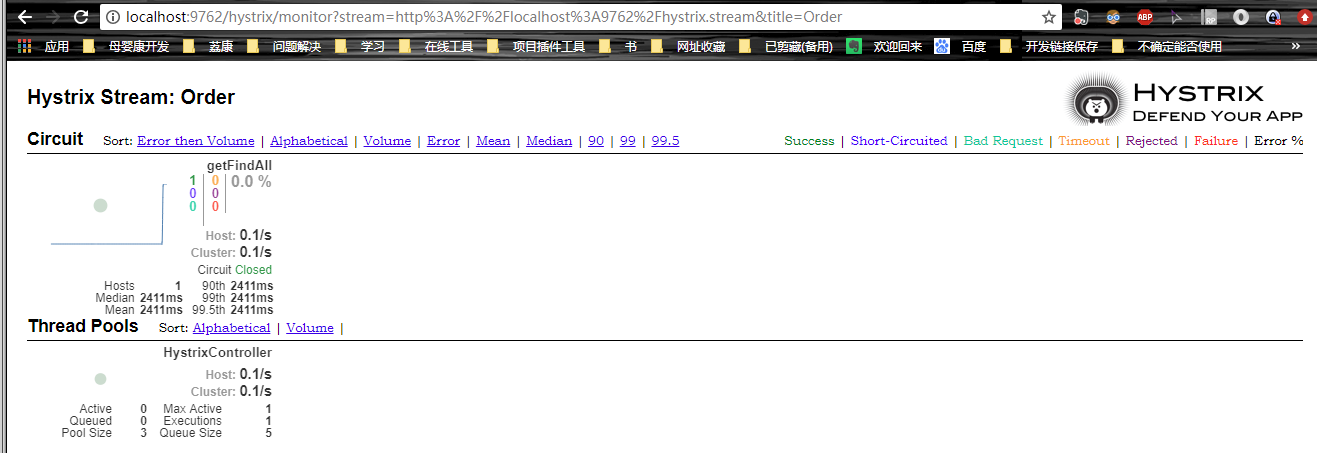 localhost:9762/hystrix/monitor?stream=http%3A%2F%2Flocalhost%3A9762%2Fhystrix.stream&title=Order
ABP RP
应用 母婴康开发 荔康 问题解决 学习 在线工具 项目插件工具 书 网址收藏 已剪藏(备用) 欢迎回来 百度 开发链接保存 不确定能否使用 »
Hystrix Stream: Order
HYSTRIX
DEFEND YOUR APP
Circuit Sort: Error then Volume | Alphabetical | Volume | Error | Mean | Median | 90 | 99 | 99.5 Success | Short-Circuited | Bad Request | Timeout | Rejected | Failure | Error %
getFindAll
1 0 0.0 %
0 0
0 0
Host: 0.1/s
Cluster: 0.1/s
Circuit Closed
Hosts 1 90th 2411ms
Median 2411ms 99th 2411ms
Mean 2411ms 99.5th 2411ms
Thread Pools Sort: Alphabetical | Volume |
HystrixController
Host: 0.1/s
Cluster: 0.1/s
Active 0 Max Active 1
Queued 0 Executions 1
Pool Size 3 Queue Size 5